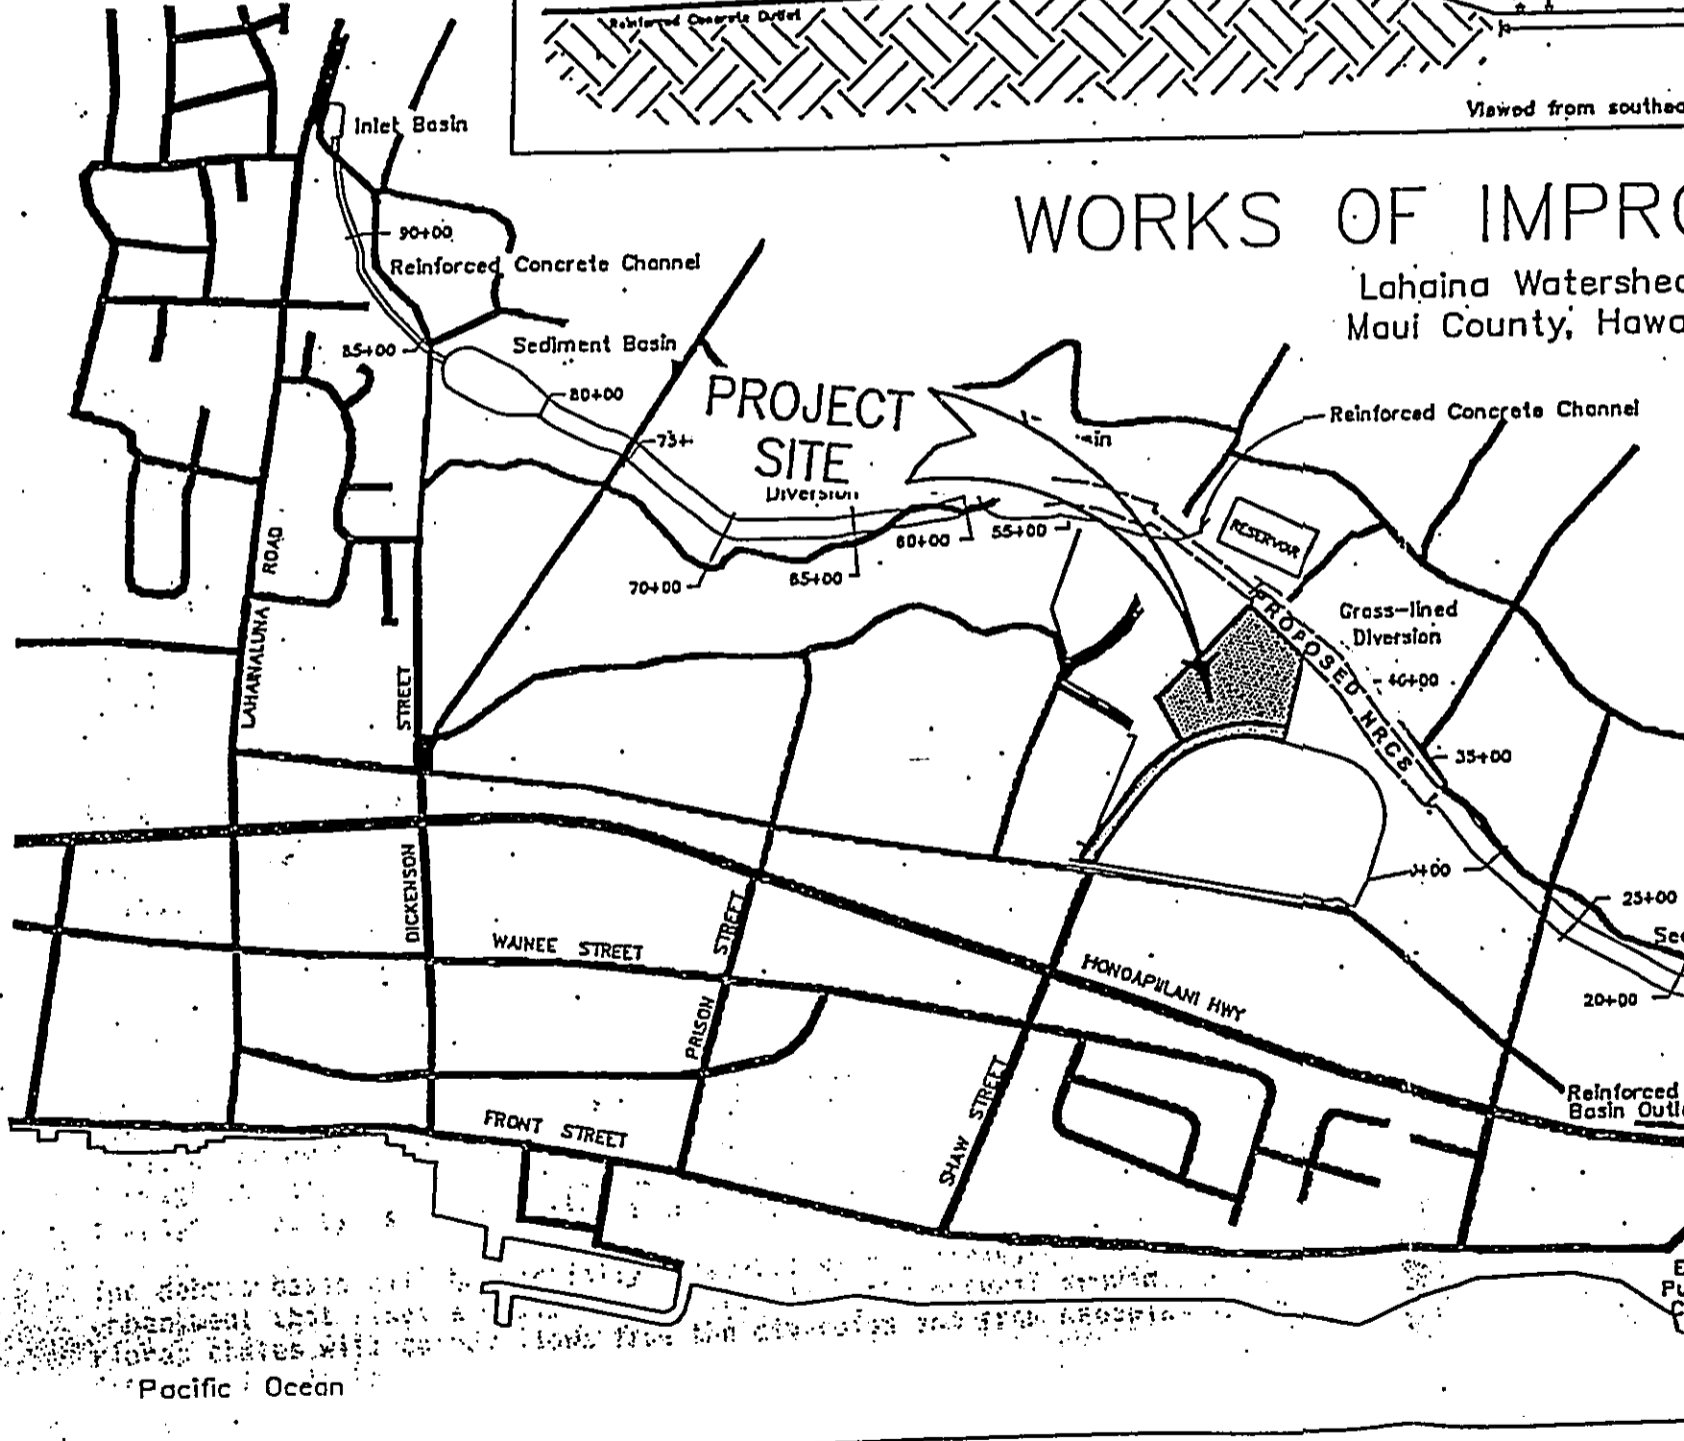 Reinforced Concrete Outlet
Viewed from southea
WORKS OF IMPRO
Lahaina Watershed
Maui County, Hawa
Inlet Basin
90+00
Reinforced Concrete Channel
85+00
Sediment Basin
80+00
PROJECT
SITE
Diversion
Reinforced Concrete Channel
RESERVOIR
60+00
55+00
70+00
65+00
Grass-lined
Diversion
PROPOSED HRCS
40+00
35+00
LAHAINALUNA ROAD
DICKENSON STREET
25+00
20+00
WAINEE STREET
PRISON STREET
HONOAPIILANI HWY
SHAW STREET
FRONT STREET
Reinforced
Basin Outle
Pacific Ocean